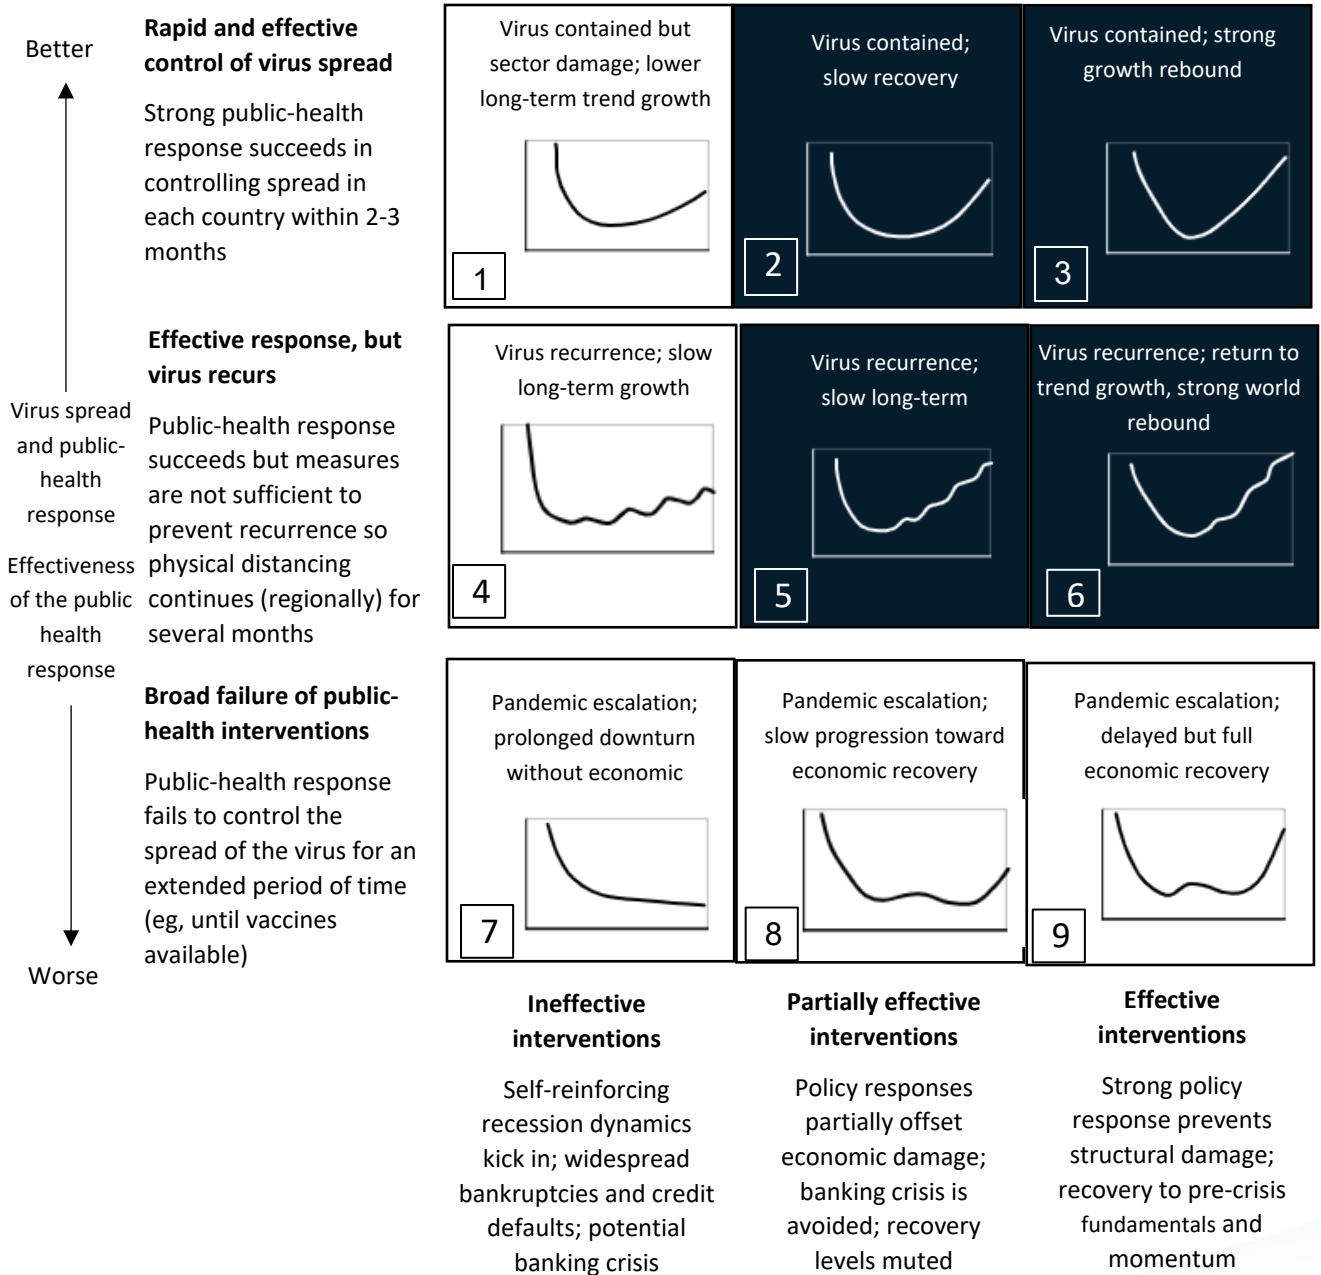 Better
Rapid and effective
control of virus spread
Strong public-health
response succeeds in
controlling spread in
each country within 2-3
months
Virus contained but
sector damage; lower
long-term trend growth
1
Virus contained;
slow recovery
2
Virus contained; strong
growth rebound
3
Virus spread
and public-
health
response
Effectiveness
of the public
health
response
Effective response, but
virus recurs
Public-health response
succeeds but measures
are not sufficient to
prevent recurrence so
physical distancing
continues (regionally) for
several months
Virus recurrence; slow
long-term growth
4
Virus recurrence;
slow long-term
5
Virus recurrence; return to
trend growth, strong world
rebound
6
Broad failure of public-
health interventions
Public-health response
fails to control the
spread of the virus for an
extended period of time
(eg, until vaccines
available)
Worse
Pandemic escalation;
prolonged downturn
without economic
7
Pandemic escalation;
slow progression toward
economic recovery
8
Pandemic escalation;
delayed but full
economic recovery
9
Ineffective
interventions
Self-reinforcing
recession dynamics
kick in; widespread
bankruptcies and credit
defaults; potential
banking crisis
Partially effective
interventions
Policy responses
partially offset
economic damage;
banking crisis is
avoided; recovery
levels muted
Effective
interventions
Strong policy
response prevents
structural damage;
recovery to pre-crisis
fundamentals and
momentum